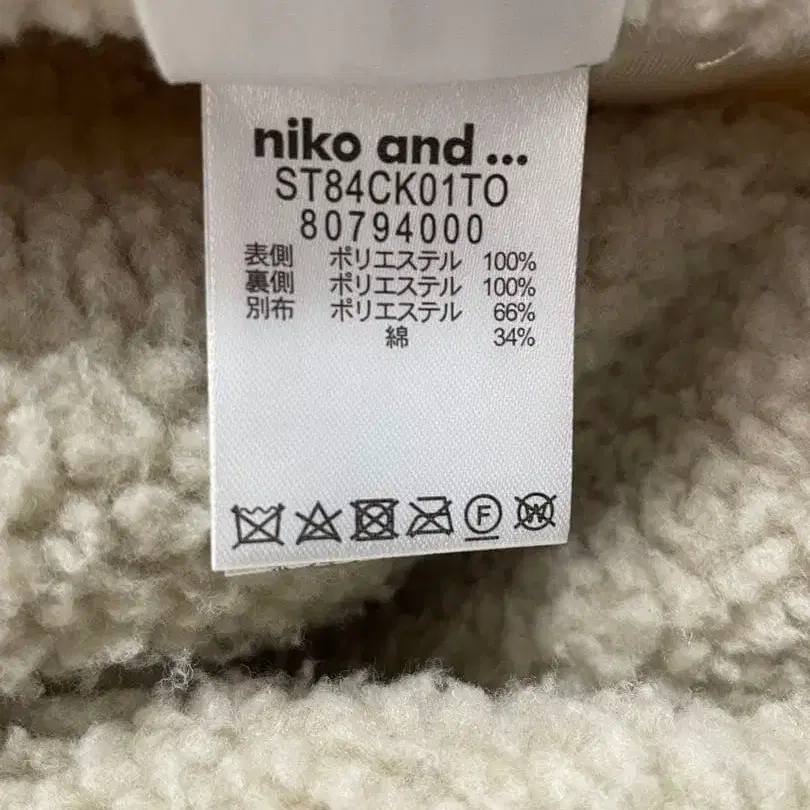 niko and ...
ST84CK01TO
80794000
表側 ポリエステル 100%
裏側 ポリエステル 100%
別布 ポリエステル 66%
綿 34%
F W